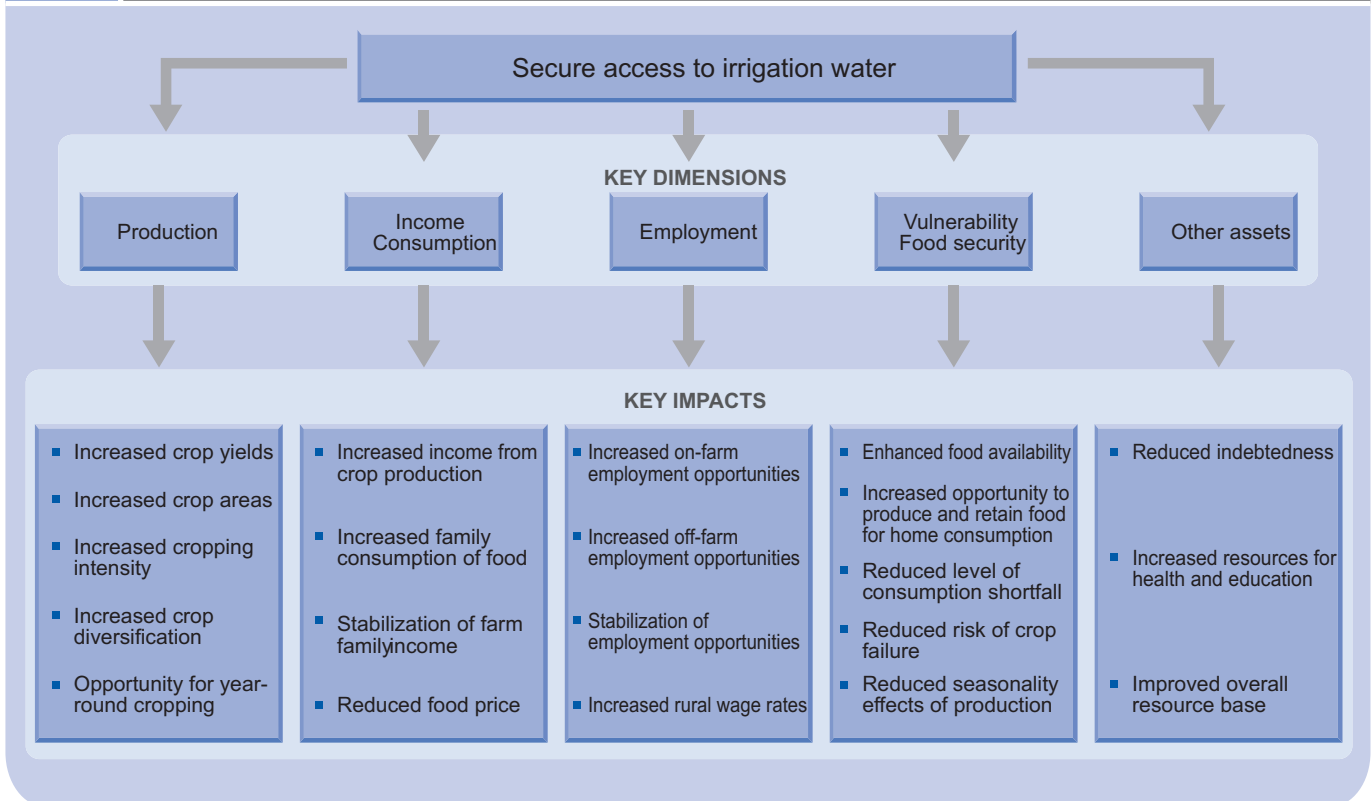 Secure access to irrigation water
KEY DIMENSIONS
Production
Income
Consumption
Employment
Vulnerability
Food security
Other assets
KEY IMPACTS
Increased crop yields
Increased crop areas
Increased cropping
intensity
Increased crop
diversification
Opportunity for year-
round cropping
Increased income from
crop production
Increased family
consumption of food
Stabilization of farm
familyincome
Reduced food price
Increased on-farm
employment opportunities
Increased off-farm
employment opportunities
Stabilization of
employment opportunities
Increased rural wage rates
Enhanced food availability
Increased opportunity to
produce and retain food
for home consumption
Reduced level of
consumption shortfall
Reduced risk of crop
failure
Reduced seasonality
effects of production
Reduced indebtedness
Increased resources for
health and education
Improved overall
resource base